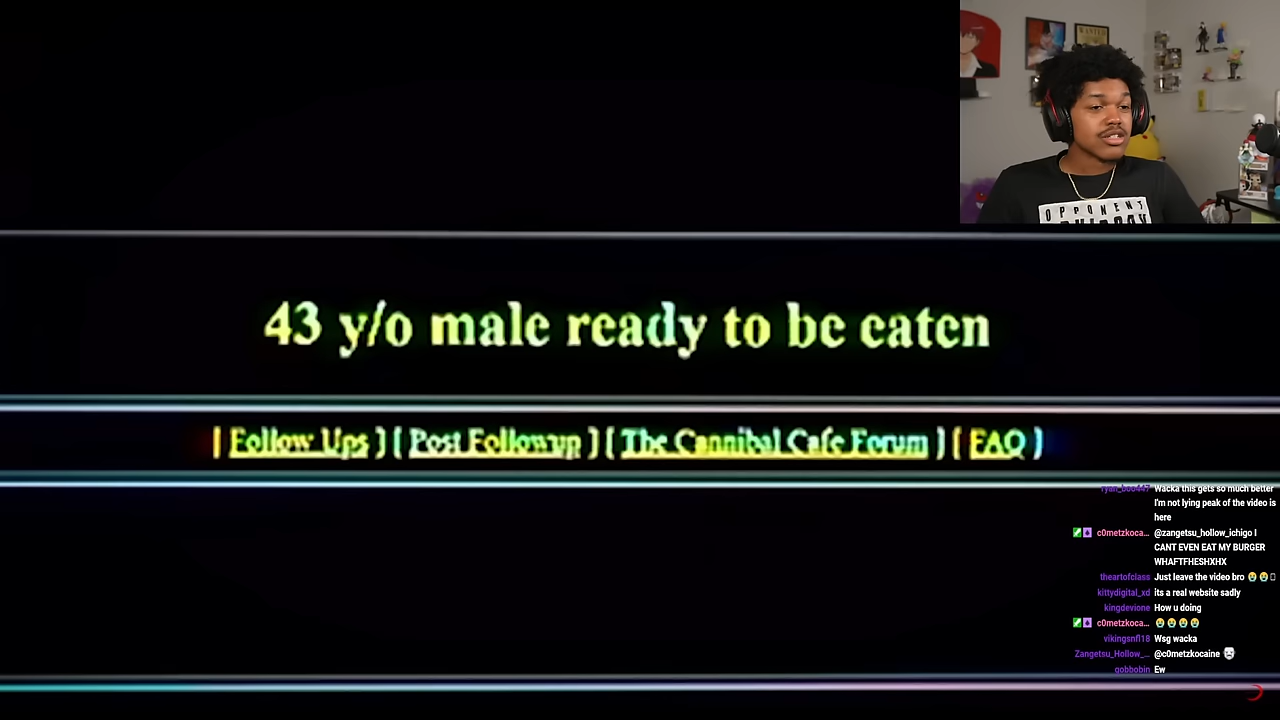 WANTED
OPPONENT
43 y/o male ready to be eaten
[ Follow Ups ] [ Post Followup ] [ The Cannibal Cafe Forum ] [ FAQ ]
ryan_boo447 Wacka this gets so much better
I'm not lying peak of the video is
here
c0metzkoca... @zangetsu_hollow_ichigo I
CANT EVEN EAT MY BURGER
WHAFTFHESHXHX
theartofclass Just leave the video bro 😭😭
kittydigital_xd its a real website sadly
kingdevione How u doing
c0metzkoca... 😭😭😭😭
vikingsnfl18 Wsg wacka
Zangetsu_Hollow_... @c0metzkocaine
gobbobin Ew